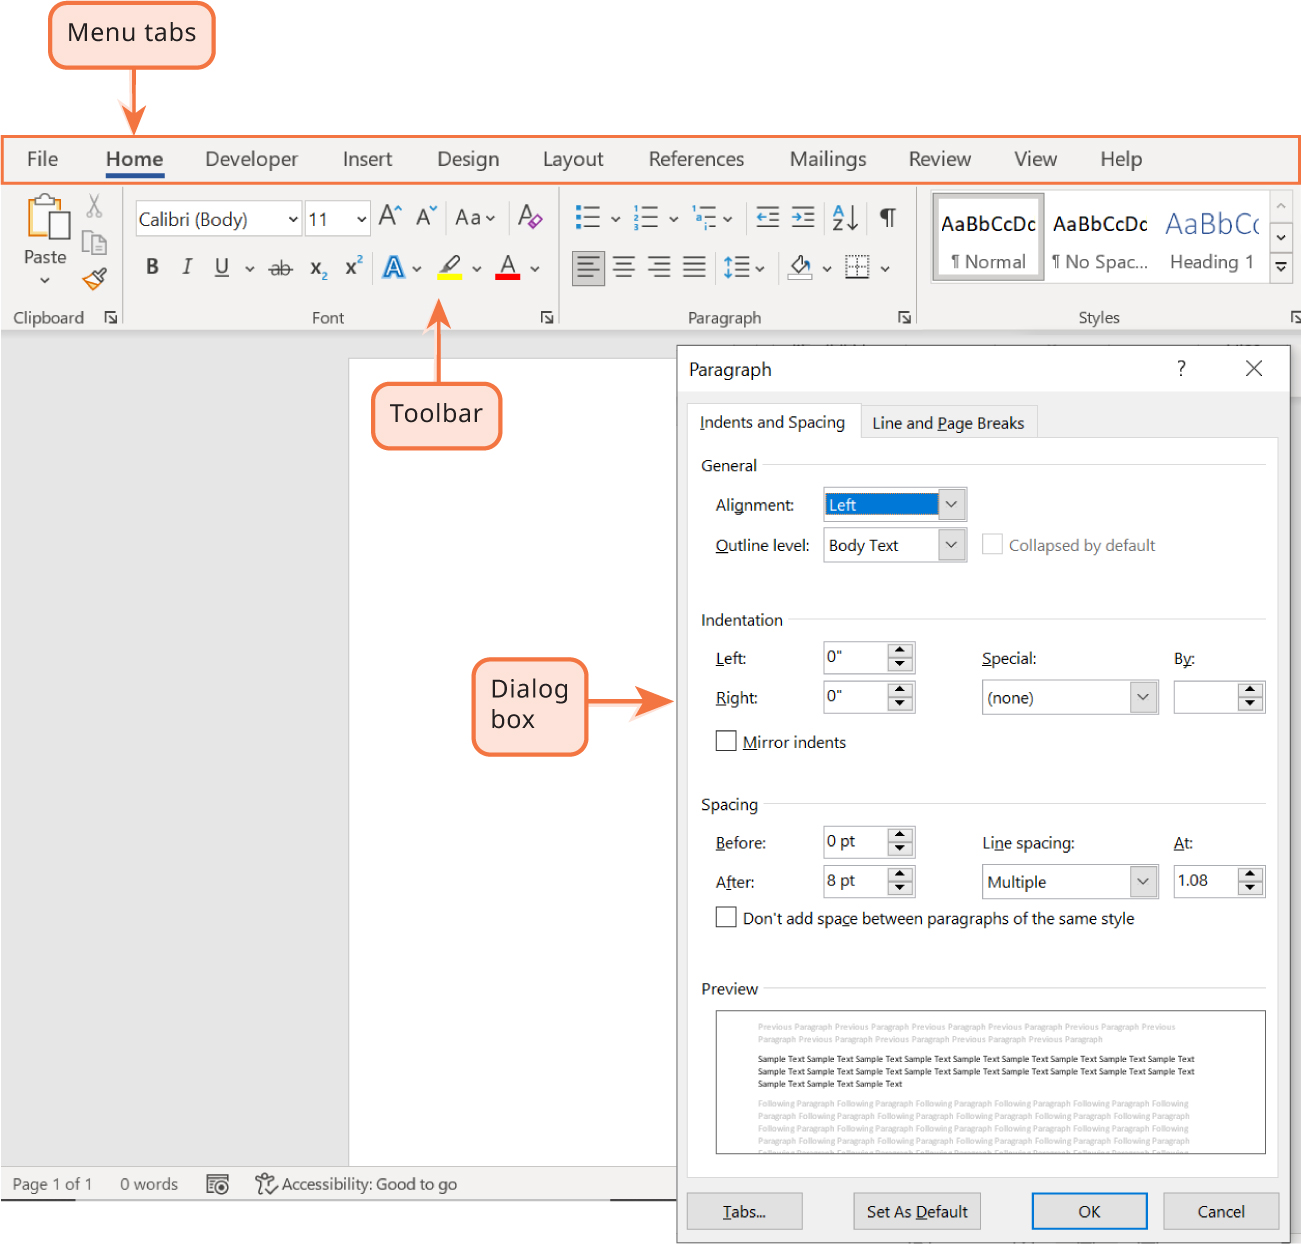 Menu tabs
File Home Developer Insert Design Layout References Mailings Review View Help
Calibri (Body) 11 Aa
AaBbCcDc AaBbCcDc AaBbCc
Paste
¶ Normal ¶ No Spac... Heading 1
B I U ab x₂ x² A A
Clipboard Font Paragraph Styles
Toolbar
Paragraph ? 
Indents and Spacing Line and Page Breaks
General
Alignment: Left
Outline level: Body Text Collapsed by default
Indentation
Left: 0" Special: By:
Right: 0" (none)
Mirror indents
Dialog
box
Spacing
Before: 0 pt Line spacing: At:
After: 8 pt Multiple 1.08
Don't add space between paragraphs of the same style
Preview
Previous Paragraph Previous Paragraph Previous Paragraph Previous Paragraph Previous Paragraph Previous
Paragraph Previous Paragraph Previous Paragraph Previous Paragraph Previous Paragraph
Sample Text Sample Text Sample Text Sample Text Sample Text Sample Text Sample Text Sample Text Sample Text
Sample Text Sample Text Sample Text Sample Text Sample Text Sample Text Sample Text Sample Text Sample Text
Sample Text Sample Text Sample Text
Following Paragraph Following Paragraph Following Paragraph Following Paragraph Following Paragraph Following
Paragraph Following Paragraph Following Paragraph Following Paragraph Following Paragraph Following Paragraph
Following Paragraph Following Paragraph Following Paragraph Following Paragraph Following Paragraph Following
Paragraph Following Paragraph Following Paragraph Following Paragraph Following Paragraph Following Paragraph
Page 1 of 1 0 words Accessibility: Good to go
Tabs... Set As Default OK Cancel